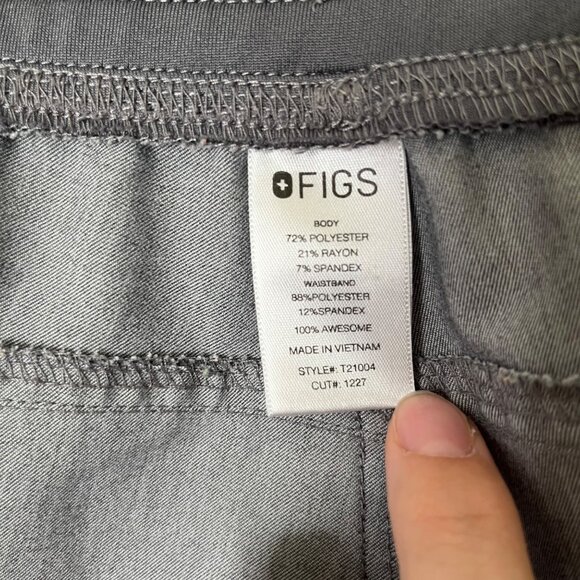 FIGS
BODY
72% POLYESTER
21% RAYON
7% SPANDEX
WAISTBAND
88%POLYESTER
12%SPANDEX
100% AWESOME
MADE IN VIETNAM
STYLE#: T21004
CUT#: 1227